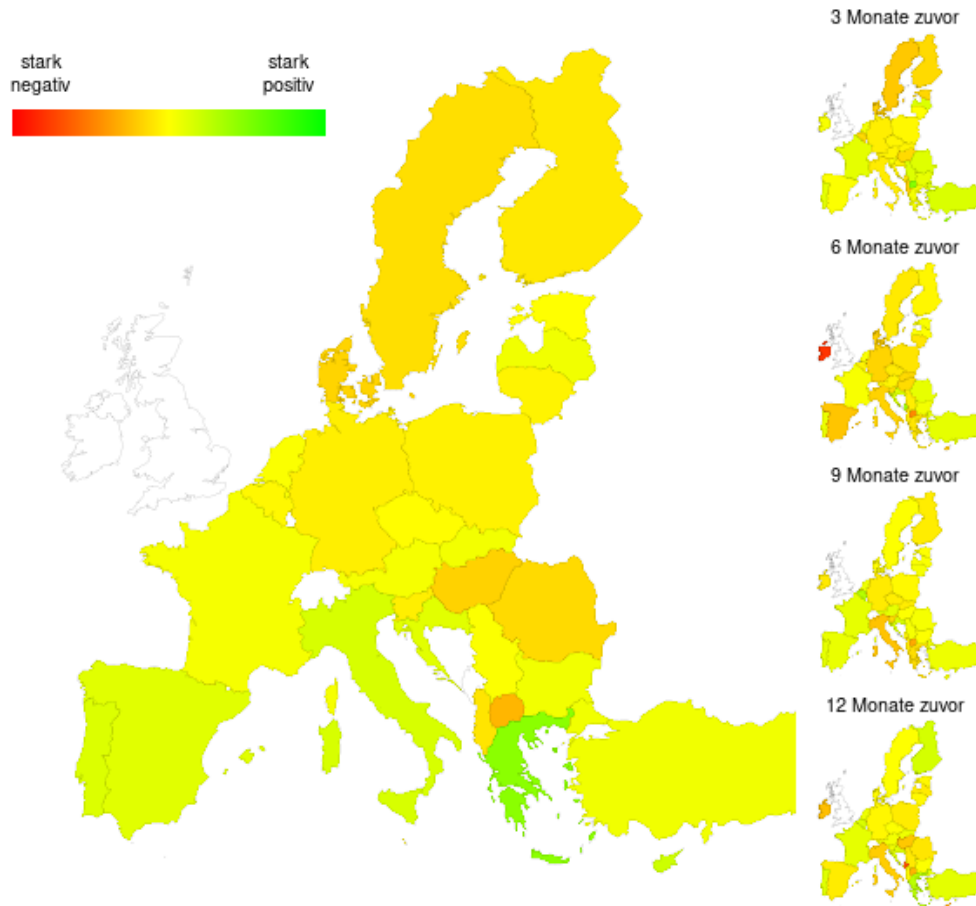 stark
negativ
stark
positiv
3 Monate zuvor
6 Monate zuvor
9 Monate zuvor
12 Monate zuvor